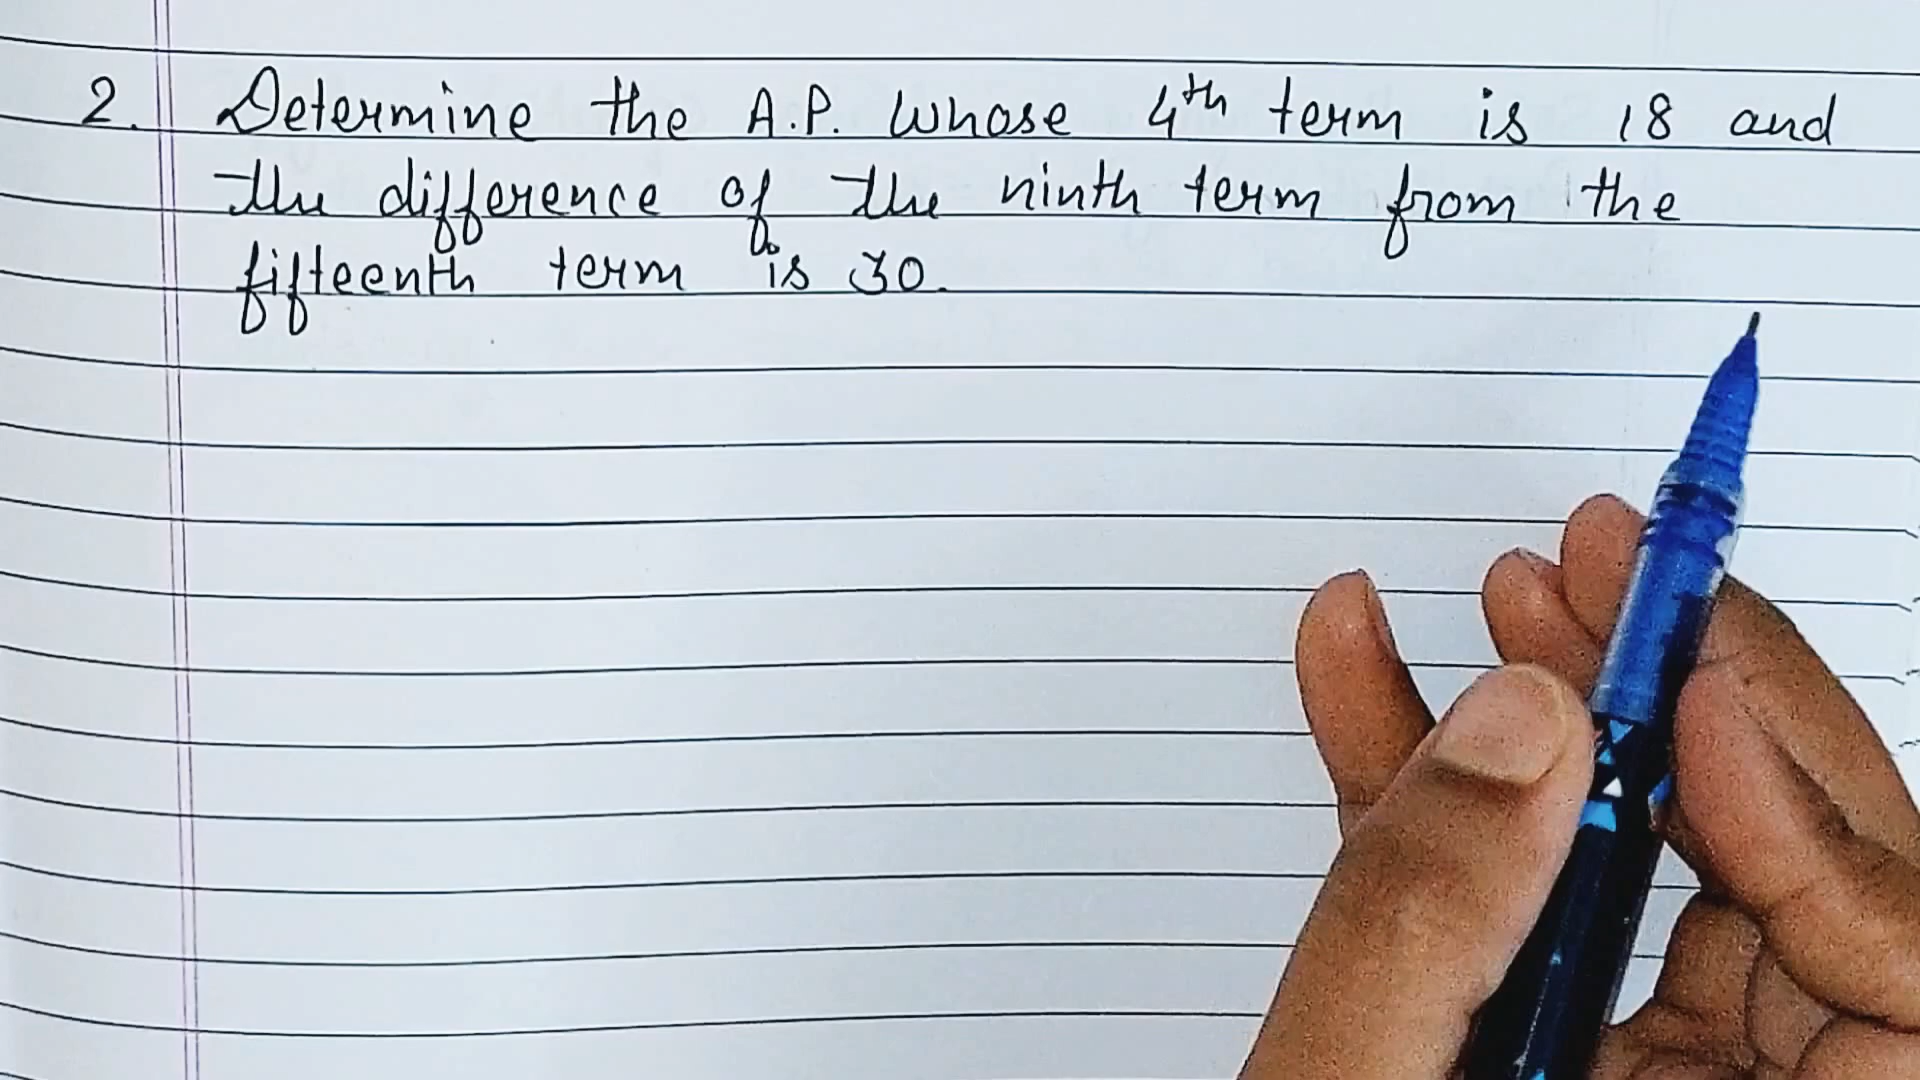 2. Determine the A.P. whose 4th term is 18 and
the difference of the ninth term from the
fifteenth term is 30.